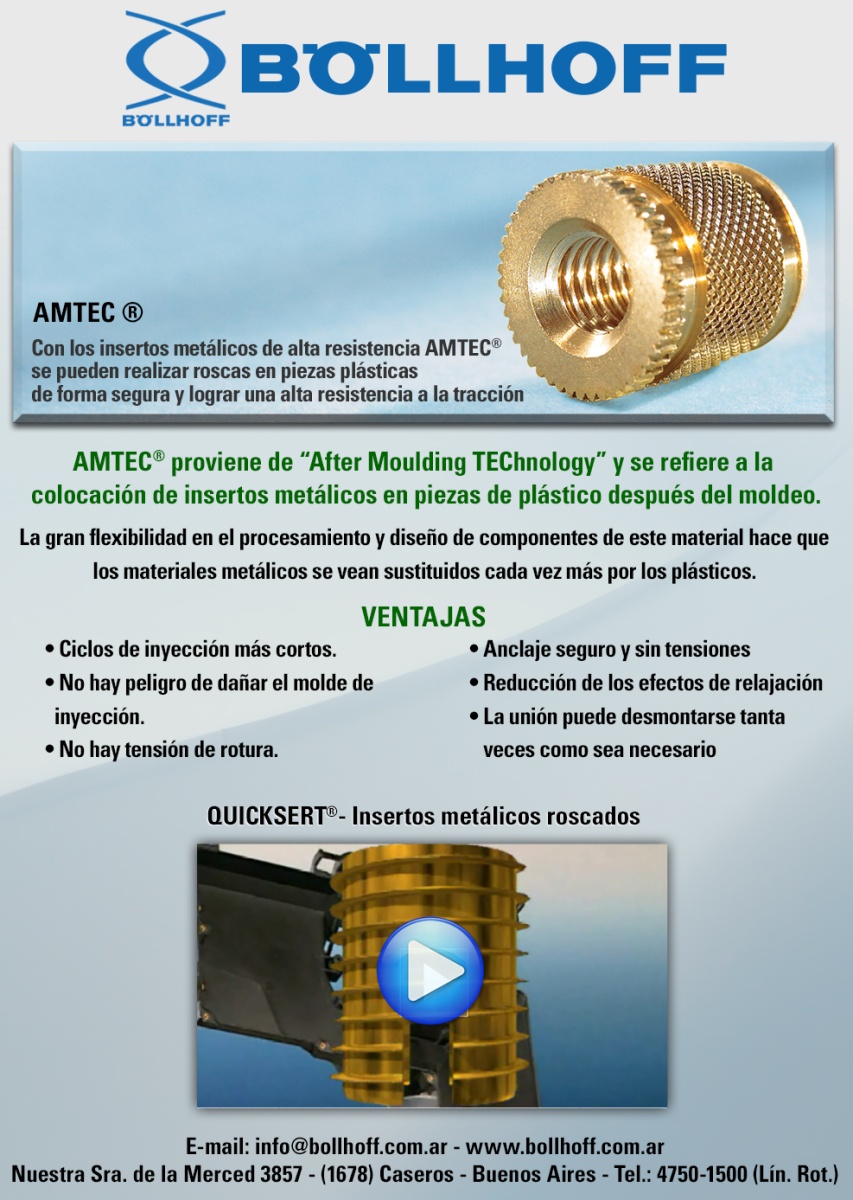 BÖLLHOFF
BÖLLHOFF
AMTEC ®
Con los insertos metálicos de alta resistencia AMTEC®
se pueden realizar roscas en piezas plásticas
de forma segura y lograr una alta resistencia a la tracción
AMTEC® proviene de “After Moulding TEChnology” y se refiere a la
colocación de insertos metálicos en piezas de plástico después del moldeo.
La gran flexibilidad en el procesamiento y diseño de componentes de este material hace que
los materiales metálicos se vean sustituidos cada vez más por los plásticos.
VENTAJAS
• Ciclos de inyección más cortos.
• No hay peligro de dañar el molde de
inyección.
• No hay tensión de rotura.
• Anclaje seguro y sin tensiones
• Reducción de los efectos de relajación
• La unión puede desmontarse tanta
veces como sea necesario
QUICKSERT®- Insertos metálicos roscados
E-mail: info@bollhoff.com.ar - www.bollhoff.com.ar
Nuestra Sra. de la Merced 3857 - (1678) Caseros - Buenos Aires - Tel.: 4750-1500 (Lín. Rot.)